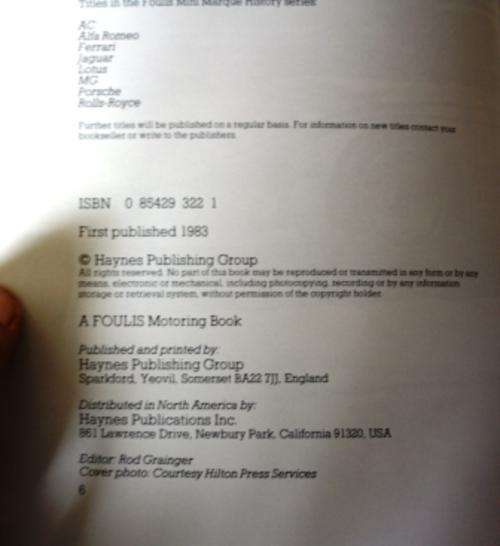 Titles in the Foulis Mini Marque History series:
AC
Alfa Romeo
Ferrari
Jaguar
Lotus
MG
Porsche
Rolls-Royce
Further titles will be published on a regular basis. For information on new titles contact your
bookseller or write to the publishers.
ISBN 0 85429 322 1
First published 1983
© Haynes Publishing Group
All rights reserved. No part of this book may be reproduced or transmitted in any form or by any
means, electronic or mechanical, including photocopying, recording or by any information
storage or retrieval system, without permission of the copyright holder.
A FOULIS Motoring Book
Published and printed by:
Haynes Publishing Group
Sparkford, Yeovil, Somerset BA22 7JJ, England
Distributed in North America by:
Haynes Publications Inc.
861 Lawrence Drive, Newbury Park, California 91320, USA
Editor: Rod Grainger
Cover photo: Courtesy Hilton Press Services
6